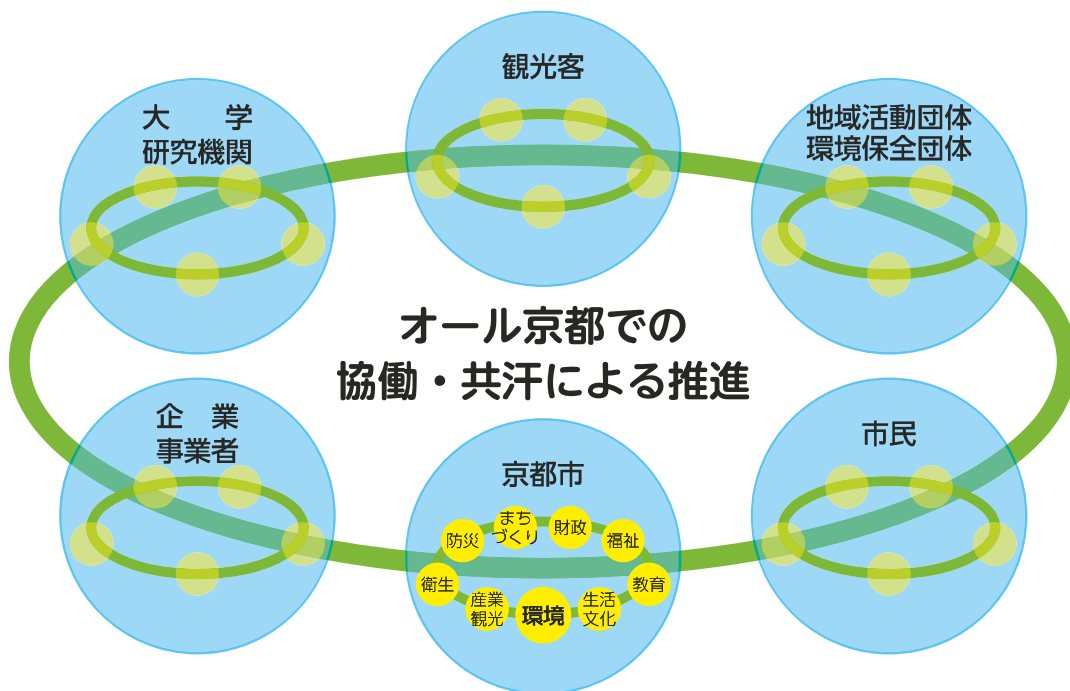 観光客
大　学
研究機関
地域活動団体
環境保全団体
オール京都での
協働・共汗による推進
企　業
事業者
京都市
市民
防災
まち
づくり
財政
福祉
衛生
産業
観光
環境
生活
文化
教育